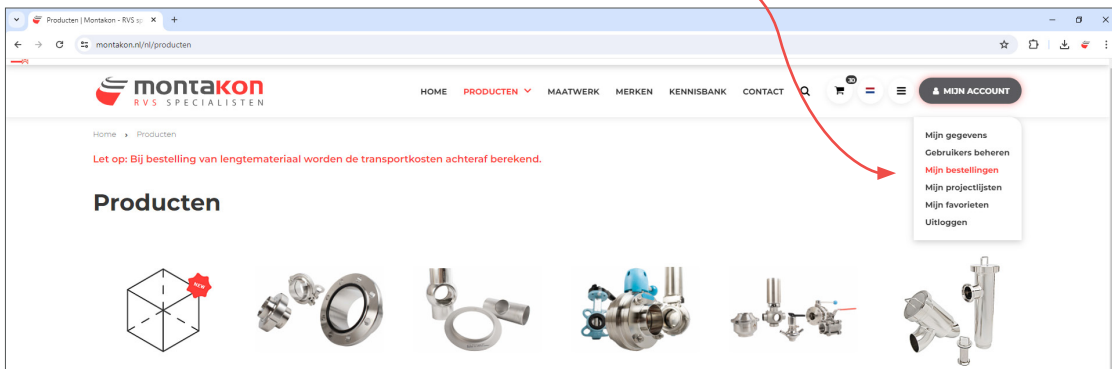 Producten | Montakon - RVS sp
montakon.nl/nl/producten
montakon
RVS SPECIALISTEN
HOME PRODUCTEN MAATWERK MERKEN KENNISBANK CONTACT
30
MIJN ACCOUNT
Mijn gegevens
Gebruikers beheren
Mijn bestellingen
Mijn projectlijsten
Mijn favorieten
Uitloggen
Home > Producten
Let op: Bij bestelling van lengtemateriaal worden de transportkosten achteraf berekend.
Producten
NEW